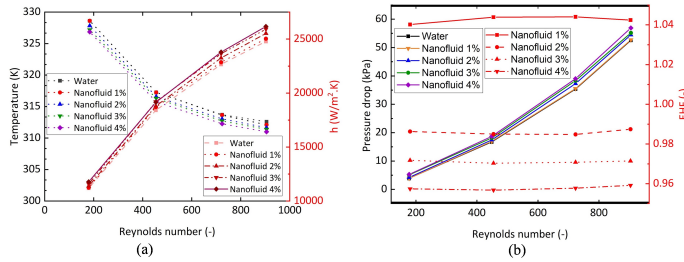 330
325
320
315
310
305
300
Temperature (K)
Water
Nanofluid 1%
Nanofluid 2%
Nanofluid 3%
Nanofluid 4%
Water
Nanofluid 1%
Nanofluid 2%
Nanofluid 3%
Nanofluid 4%
25000
20000
15000
10000
h (W/m².K)
0 200 400 600 800 1000
Reynolds number (-)
(a)
60
50
40
30
20
10
0
Pressure drop (kPa)
Water
Nanofluid 1%
Nanofluid 2%
Nanofluid 3%
Nanofluid 4%
Nanofluid 1%
Nanofluid 2%
Nanofluid 3%
Nanofluid 4%
1.04
1.02
1.00
0.98
0.96
EHF (-)
200 400 600 800
Reynolds number (-)
(b)